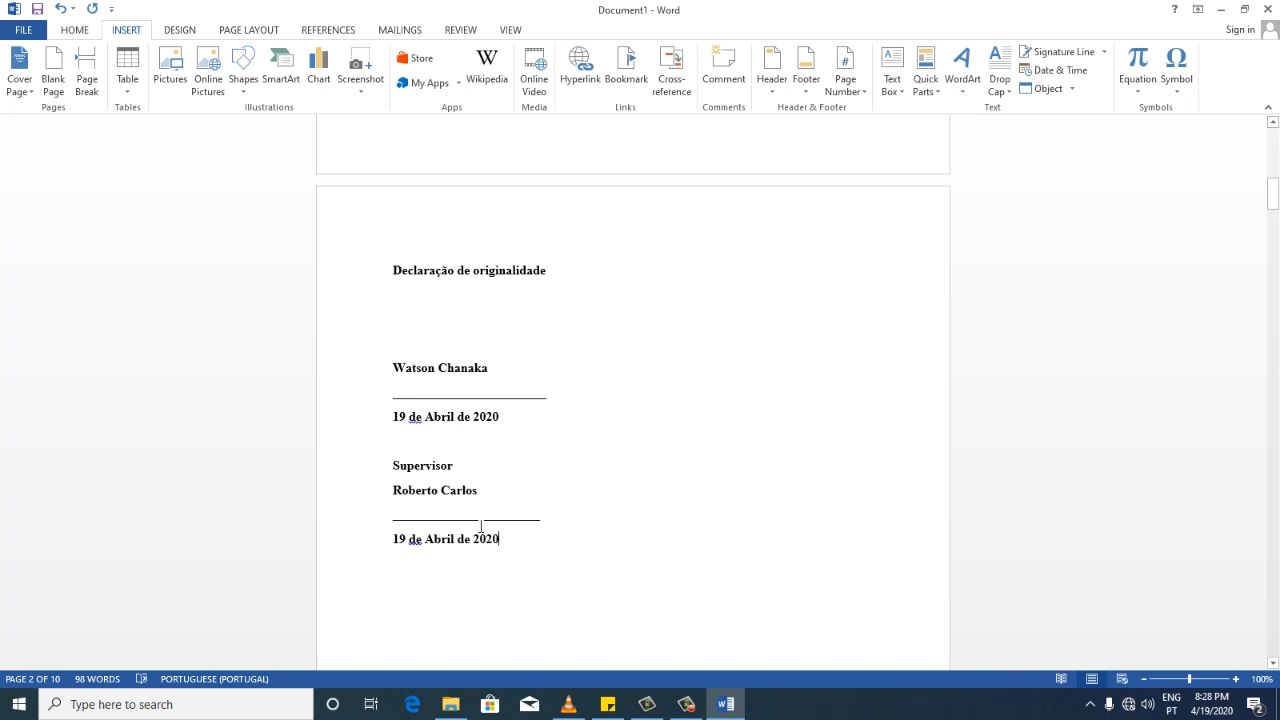 Document1 - Word
Sign in
FILE HOME INSERT DESIGN PAGE LAYOUT REFERENCES MAILINGS REVIEW VIEW
Cover Page
Blank Page
Page Break
Table
Pictures
Online Pictures
Shapes
SmartArt
Chart
Screenshot
Store
My Apps
Wikipedia
Online Video
Hyperlink
Bookmark
Cross-reference
Comment
Header
Footer
Page Number
Text Box
Quick Parts
WordArt
Drop Cap
Signature Line
Date & Time
Object
Equation
Symbol
Pages Tables Illustrations Apps Media Links Comments Header & Footer Text Symbols
Declaração de originalidade
Watson Chanaka
19 de Abril de 2020
Supervisor
Roberto Carlos
19 de Abril de 2020
PAGE 2 OF 10 98 WORDS PORTUGUESE (PORTUGAL) 100%
Type here to search
ENG
PT
8:28 PM
4/19/2020
2